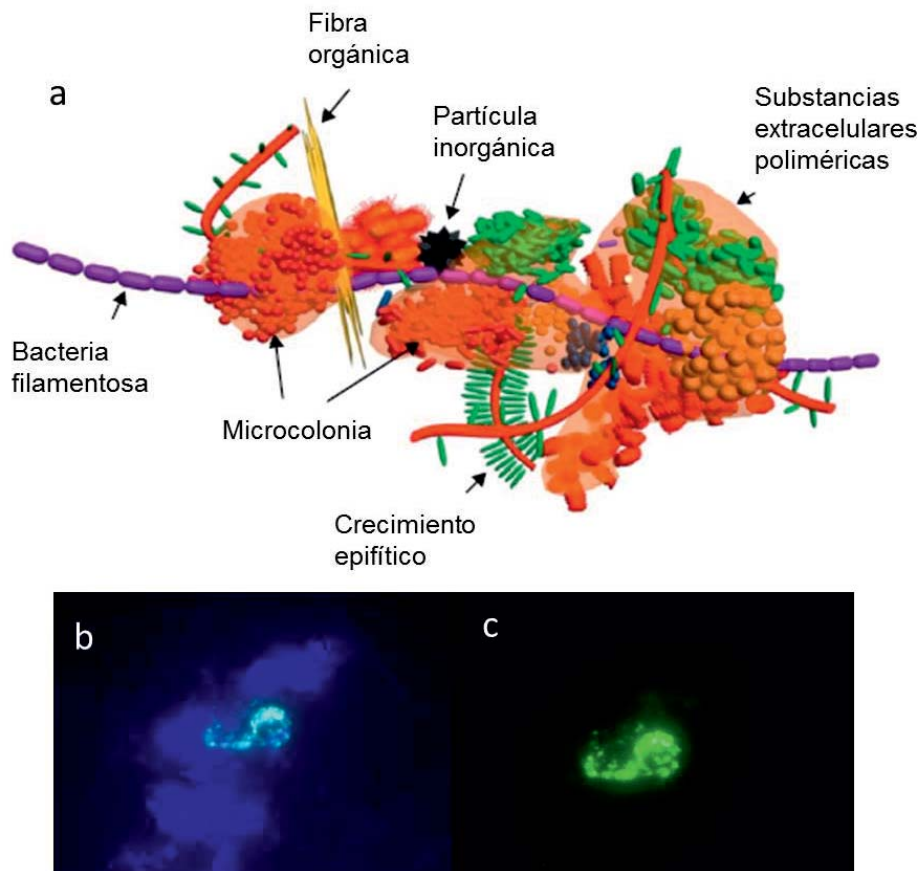 Fibra
orgánica
a
Partícula
inorgánica
Substancias
extracelulares
poliméricas
Bacteria
filamentosa
Microcolonia
Crecimiento
epifítico
b
c